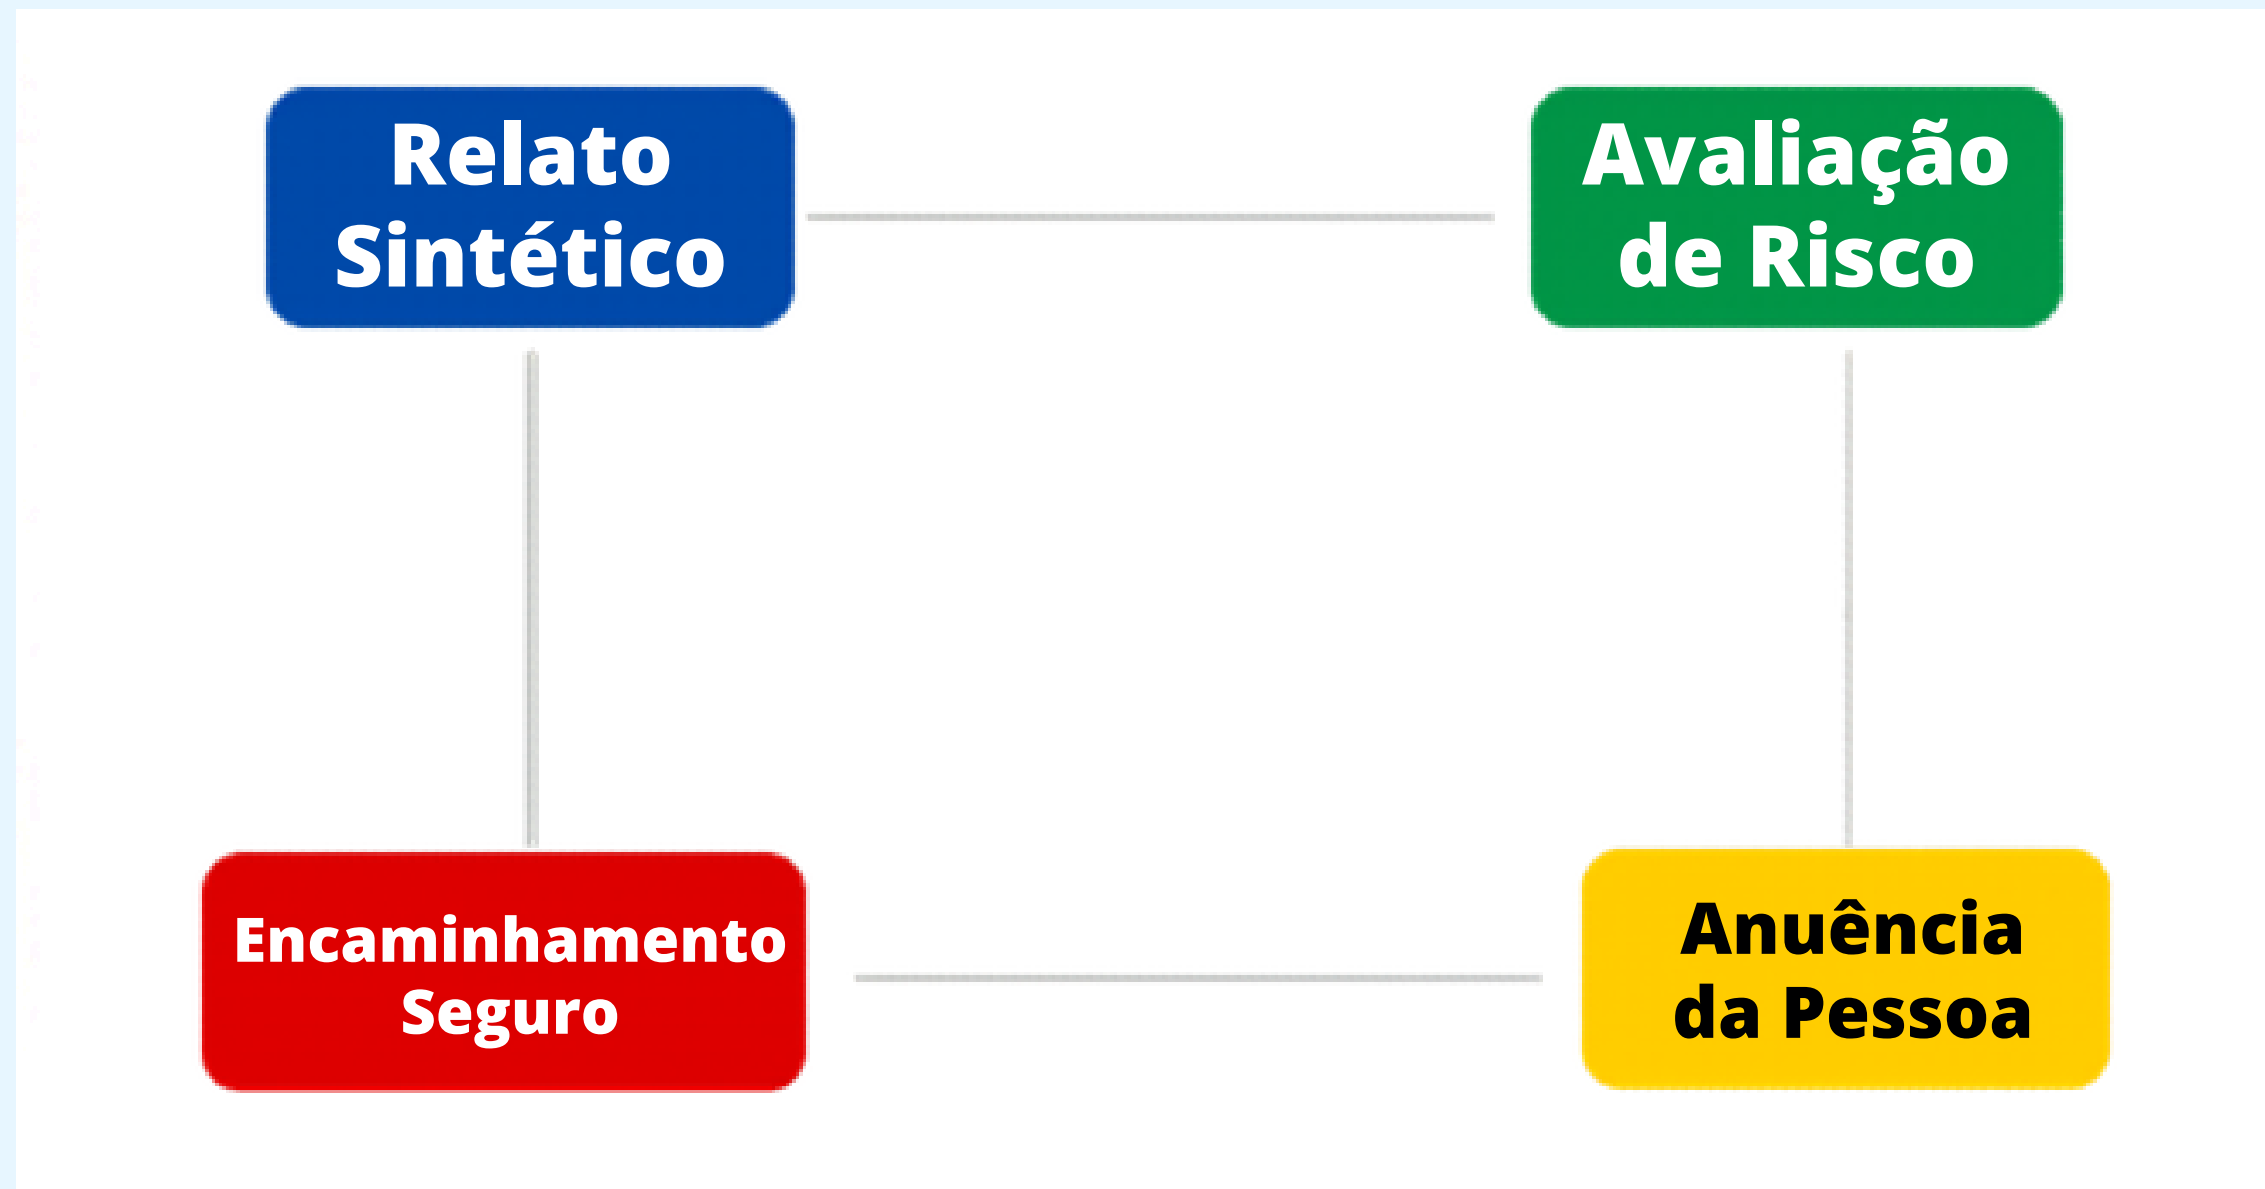 Relato
Sintético
Avaliação
de Risco
Encaminhamento
Seguro
Anuência
da Pessoa